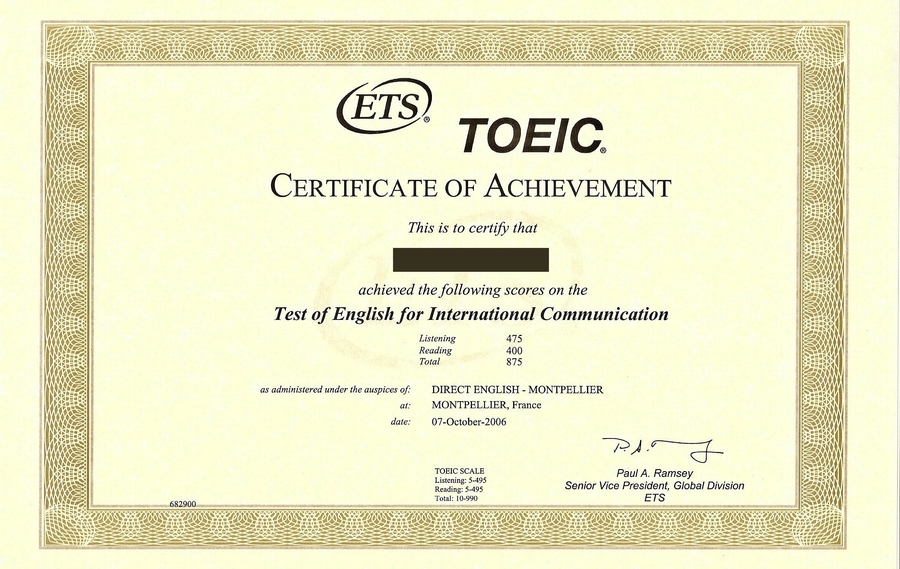 ETS®
TOEIC®
CERTIFICATE OF ACHIEVEMENT
This is to certify that
achieved the following scores on the
Test of English for International Communication
Listening 475
Reading 400
Total 875
as administered under the auspices of: DIRECT ENGLISH - MONTPELLIER
at: MONTPELLIER, France
date: 07-October-2006
TOEIC SCALE
Listening: 5-495
Reading: 5-495
Total: 10-990
Paul A. Ramsey
Senior Vice President, Global Division
ETS
682900